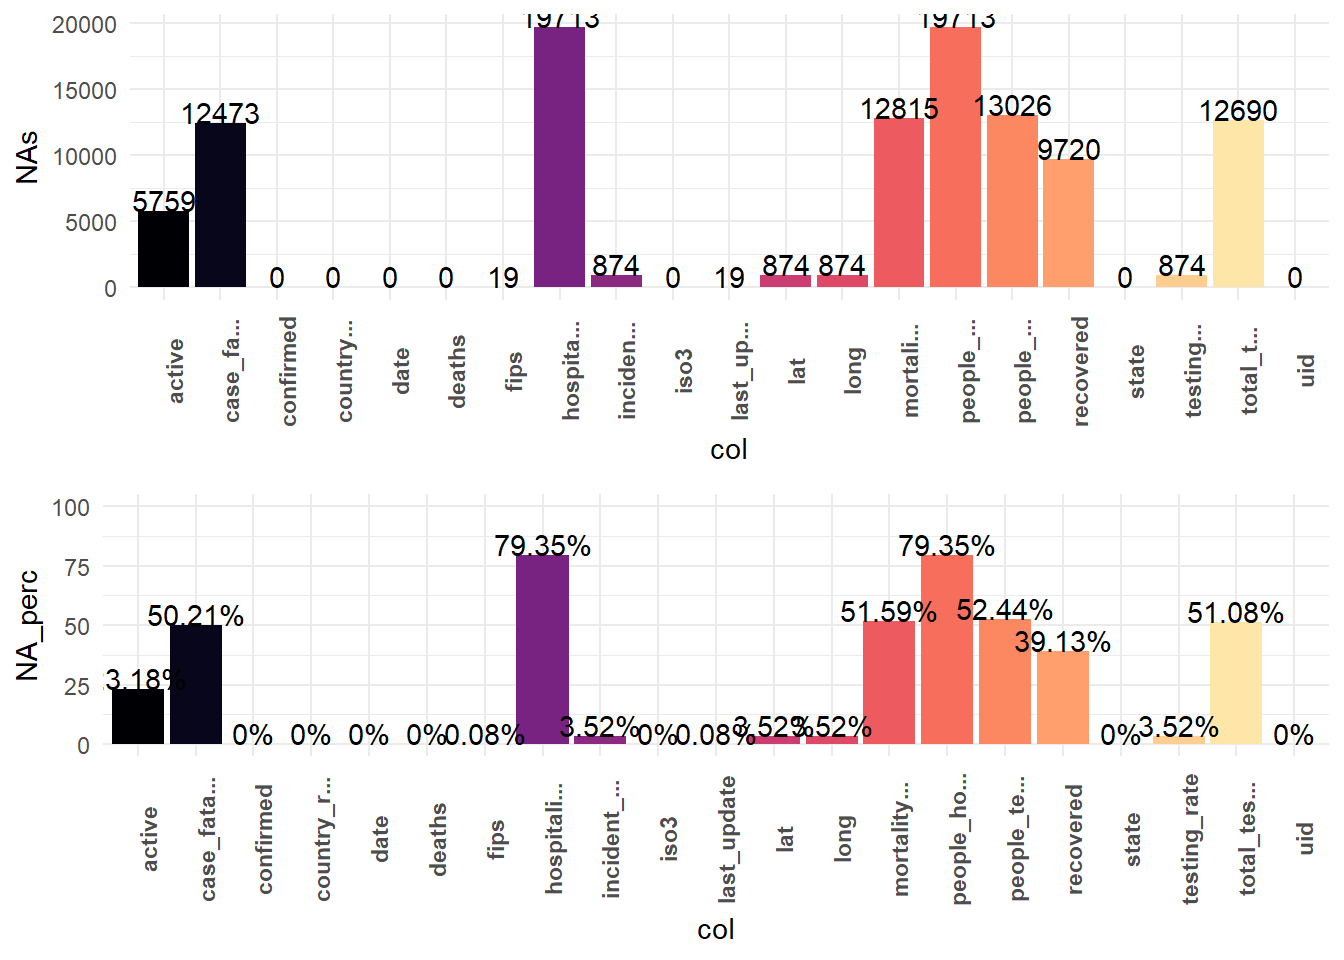 20000
15000
10000
5000
0
NAs
5759
12473
0
0
0
0
19
19713
874
0
19
874
874
12815
19713
13026
9720
0
874
12690
0
active
case_fa...
confirmed
country...
date
deaths
fips
hospita...
inciden...
iso3
last_up...
lat
long
mortali...
people_...
people_...
recovered
state
testing...
total_t...
uid
col
100
75
50
25
0
NA_perc
3.18%
50.21%
0%
0%
0%
0%
0.08%
79.35%
3.52%
0%
0.08%
3.52%
3.52%
51.59%
79.35%
52.44%
39.13%
0%
3.52%
51.08%
0%
active
case_fata...
confirmed
country_r...
date
deaths
fips
hospitali...
incident_...
iso3
last_update
lat
long
mortality...
people_ho...
people_te...
recovered
state
testing_rate
total_tes...
uid
col